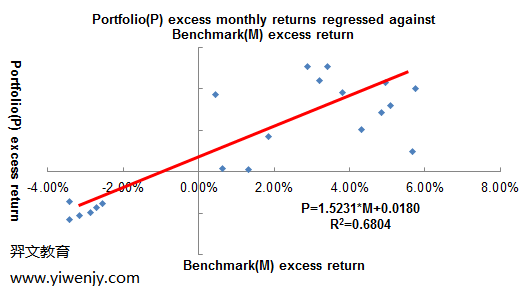 Portfolio(P) excess monthly returns regressed against
Benchmark(M) excess return
Portfolio(P) excess return
-4.00% -2.00% 0.00% 2.00% 4.00% 6.00% 8.00%
P=1.5231*M+0.0180
R²=0.6804
羿文教育
www.yiwenjy.com
Benchmark(M) excess return